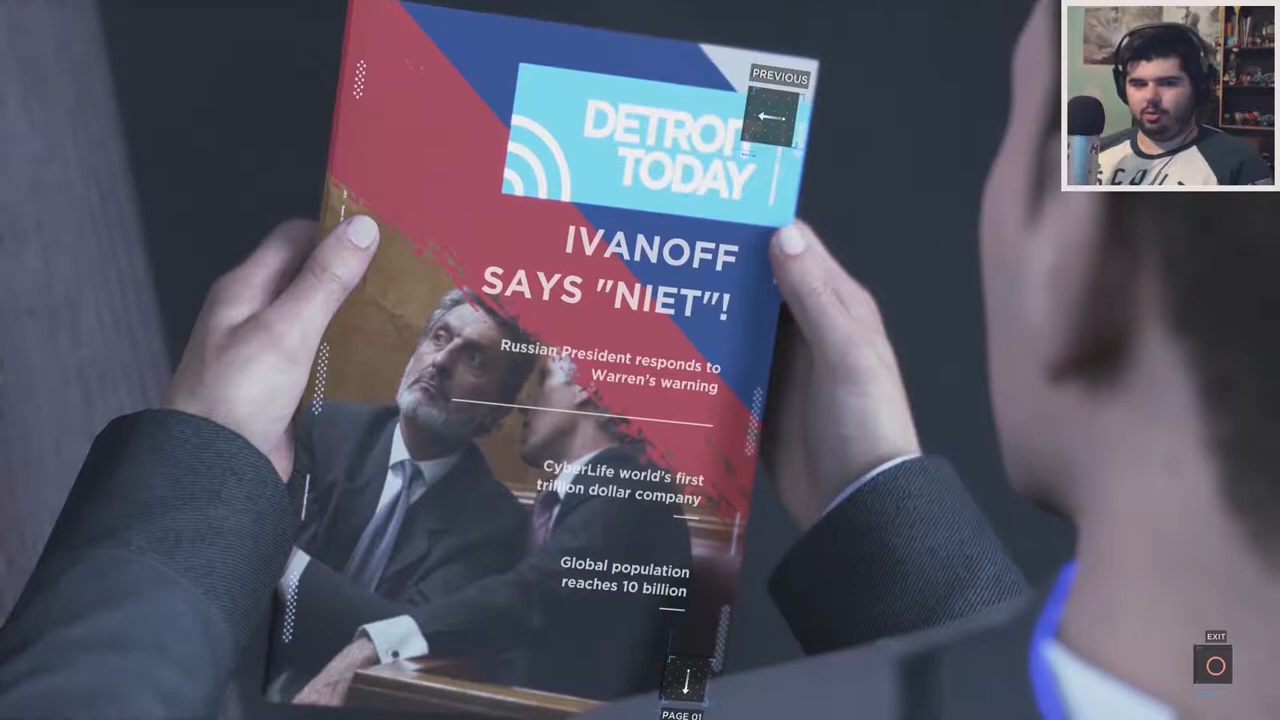 PREVIOUS
DETROIT
TODAY
IVANOFF
SAYS "NIET"!
Russian President responds to
Warren's warning
CyberLife world's first
trillion dollar company
Global population
reaches 10 billion
EXIT
PAGE 01